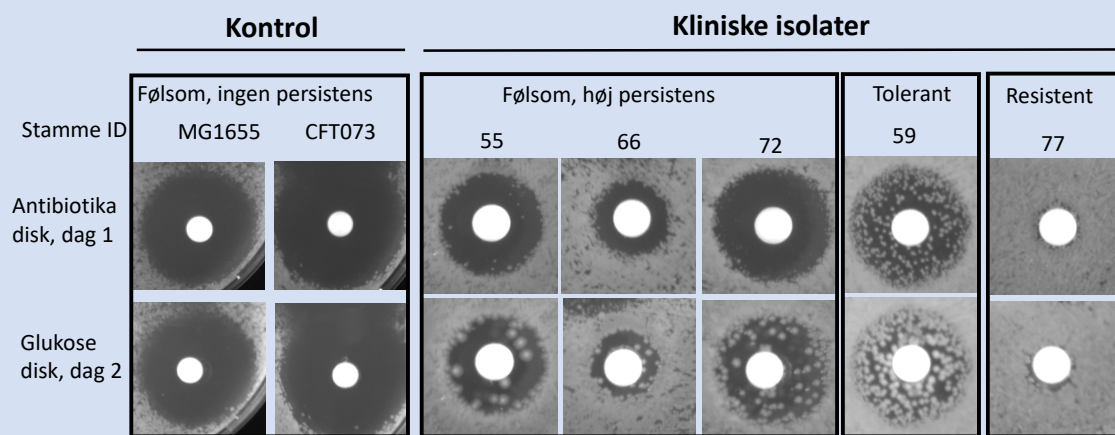 Kontrol
Kliniske isolater
Følsom, ingen persistens
Følsom, høj persistens
Tolerant
Resistent
Stamme ID
MG1655
CFT073
55
66
72
59
77
Antibiotika
disk, dag 1
Glukose
disk, dag 2